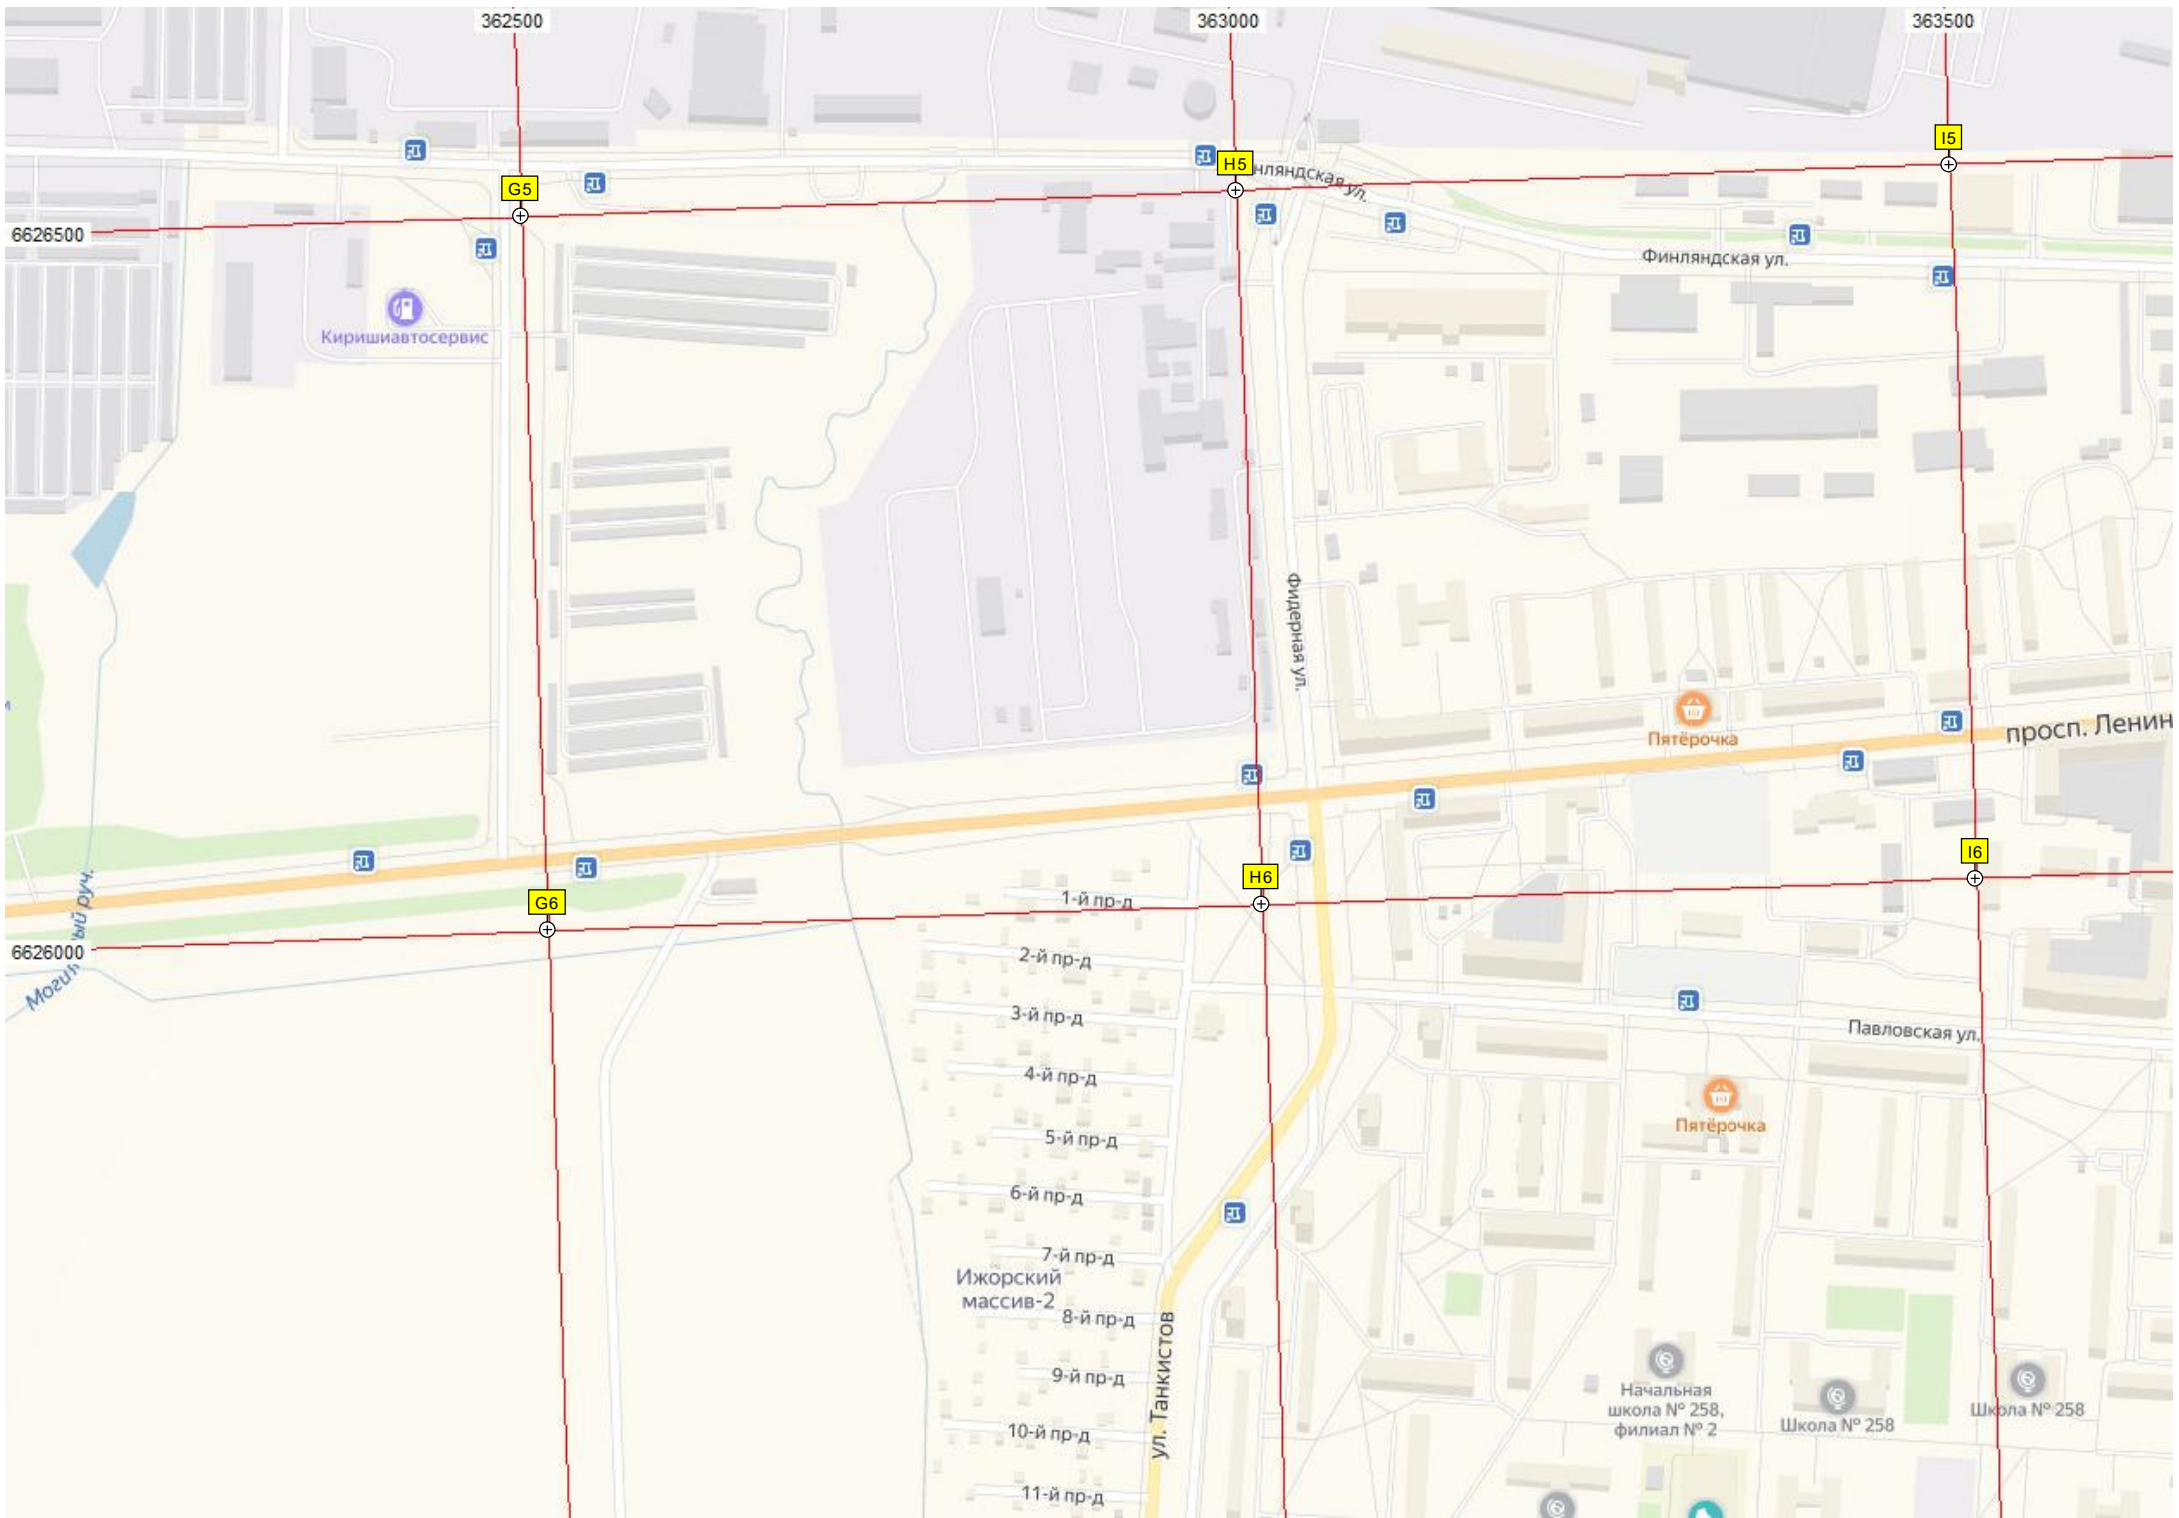 362500
363000
363500
I5
H5
нляндская ул.
G5
6626500
Финляндская ул.
Киришиавтосервис
Фидерная ул.
Пятёрочка
просп. Ленин
I6
H6
G6
1-й пр-д
6626000
ый руч.
Могил
2-й пр-д
3-й пр-д
Павловская ул.
4-й пр-д
Пятёрочка
5-й пр-д
6-й пр-д
7-й пр-д
Ижорский
массив-2
8-й пр-д
ул. Танкистов
9-й пр-д
Начальная
школа № 258,
филиал № 2
Школа № 258
Школа № 258
10-й пр-д
11-й пр-д